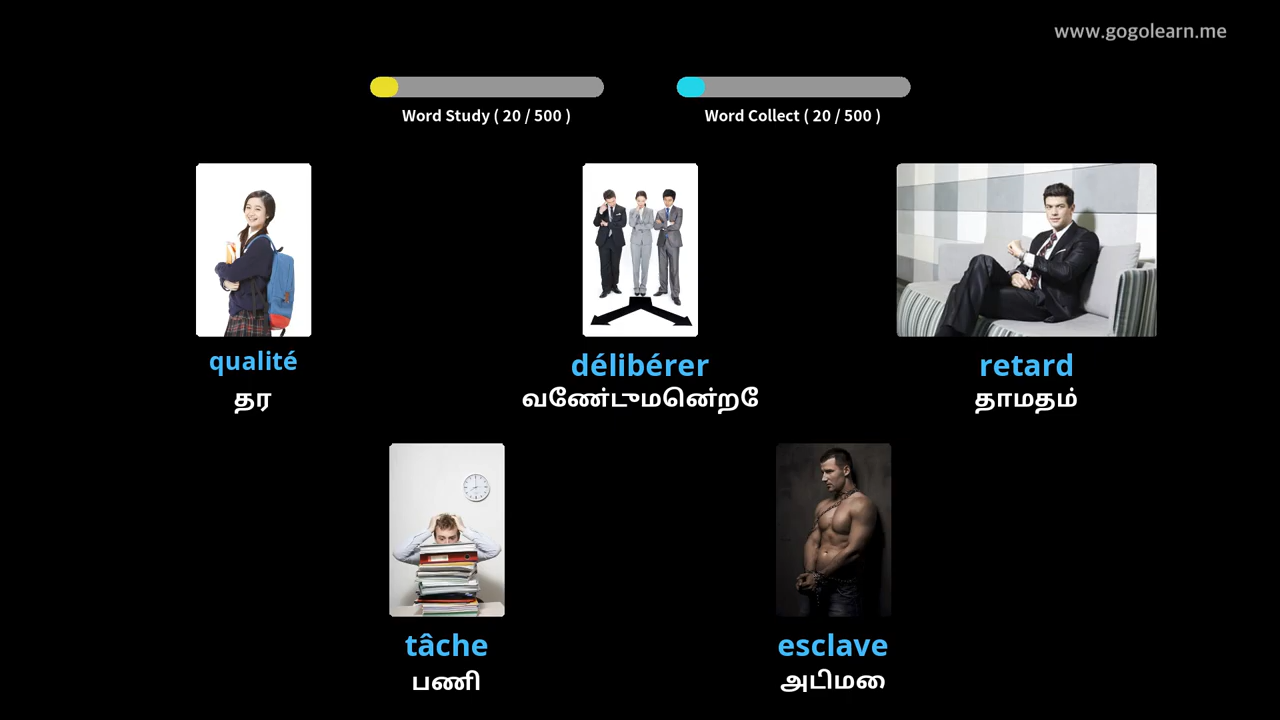 www.gogolearn.me
Word Study ( 20 / 500 )
Word Collect ( 20 / 500 )
qualité
délibérer
retard
தர
வேண்டுமென்றே
தாமதம்
tâche
esclave
பணி
அடிமை